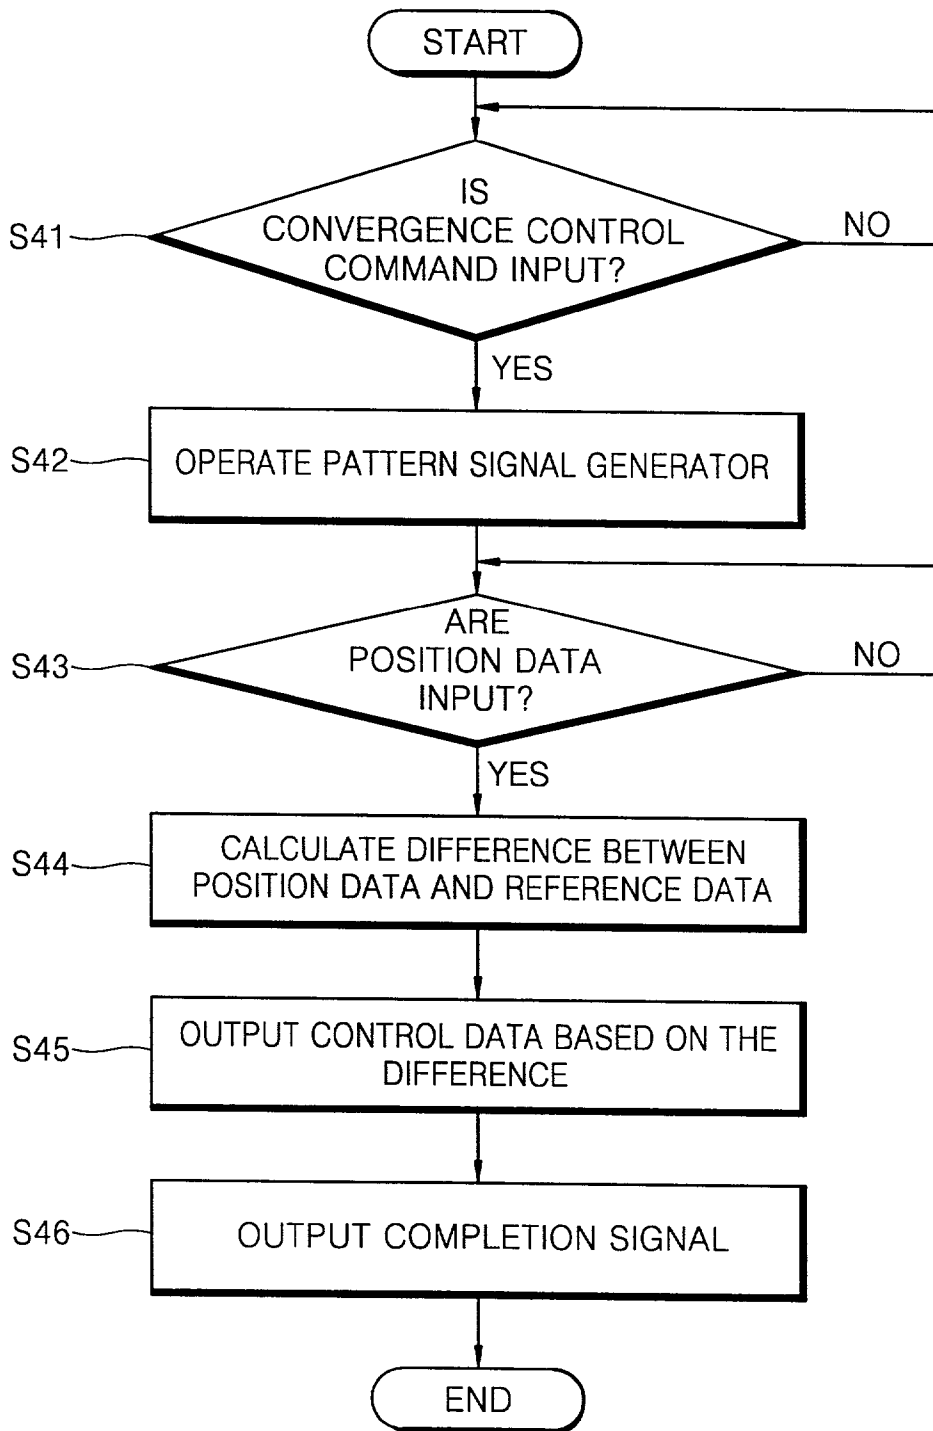 START
IS
CONVERGENCE CONTROL
COMMAND INPUT?
S41
NO
YES
S42
OPERATE PATTERN SIGNAL GENERATOR
ARE
POSITION DATA
INPUT?
S43
NO
YES
S44
CALCULATE DIFFERENCE BETWEEN
POSITION DATA AND REFERENCE DATA
S45
OUTPUT CONTROL DATA BASED ON THE
DIFFERENCE
S46
OUTPUT COMPLETION SIGNAL
END